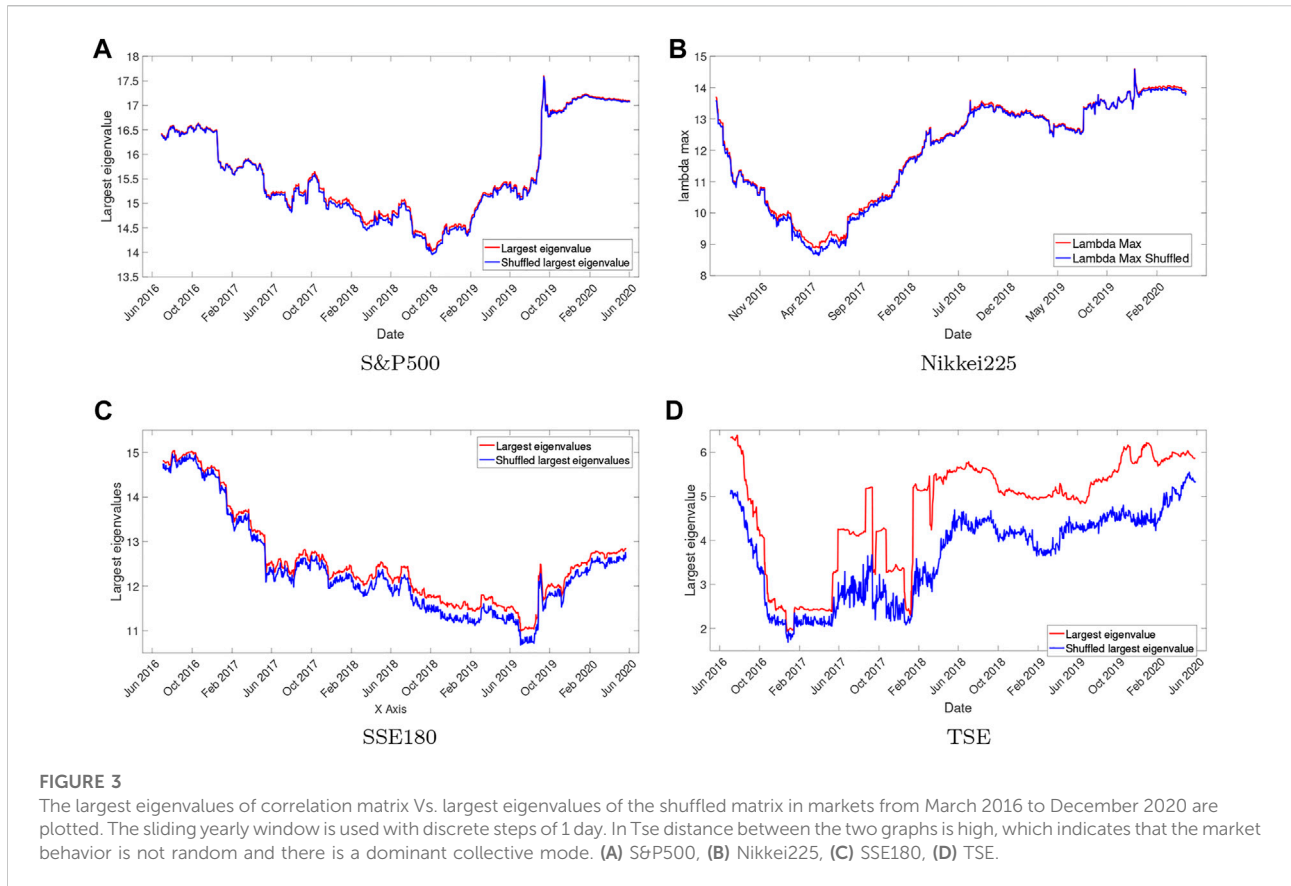 A
18
17.5
17
16.5
16
15.5
15
14.5
14
13.5
Largest eigenvalue
Largest eigenvalue
Shuffled largest eigenvalue
Jun 2016
Oct 2016
Feb 2017
Jun 2017
Oct 2017
Feb 2018
Jun 2018
Oct 2018
Feb 2019
Jun 2019
Oct 2019
Feb 2020
Jun 2020
Date
S&P500
B
15
14
13
12
11
10
9
8
lambda max
Lambda Max
Lambda Max Shuffled
Nov 2016
Apr 2017
Sep 2017
Feb 2018
Jul 2018
Dec 2018
May 2019
Oct 2019
Feb 2020
Date
Nikkei225
C
15
14
13
12
11
Largest eigenvalues
Largest eigenvalues
Shuffled largest eigenvalues
Jun 2016
Oct 2016
Feb 2017
Jun 2017
Oct 2017
Feb 2018
Jun 2018
Oct 2018
Feb 2019
Jun 2019
Oct 2019
Feb 2020
Jun 2020
X Axis
SSE180
D
6
5
4
3
2
Largest eigenvalue
Largest eigenvalue
Shuffled largest eigenvalue
Jun 2016
Oct 2016
Feb 2017
Jun 2017
Oct 2017
Feb 2018
Jun 2018
Oct 2018
Feb 2019
Jun 2019
Oct 2019
Feb 2020
Jun 2020
Date
TSE
FIGURE 3
The largest eigenvalues of correlation matrix Vs. largest eigenvalues of the shuffled matrix in markets from March 2016 to December 2020 are
plotted. The sliding yearly window is used with discrete steps of 1 day. In Tse distance between the two graphs is high, which indicates that the market
behavior is not random and there is a dominant collective mode. (A) S&P500, (B) Nikkei225, (C) SSE180, (D) TSE.